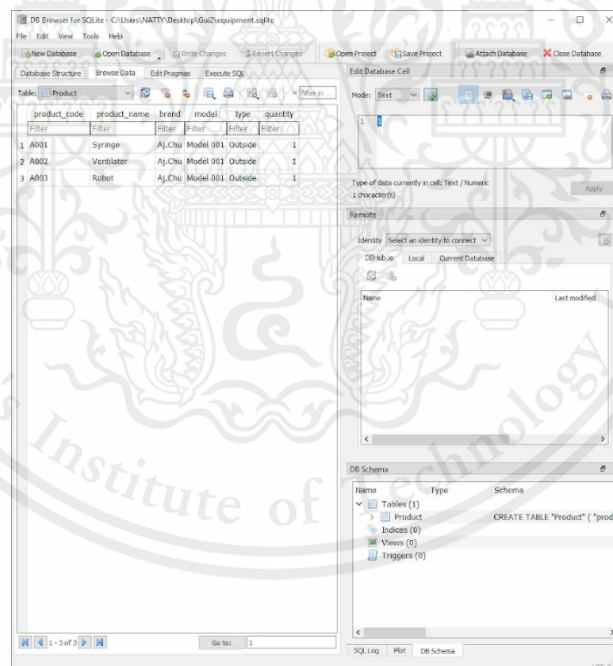 DB Browser for SQLite - C:\Users\NATTY\Desktop\Gui2\equipment.sqlite
File Edit View Tools Help
New Database Open Database Write Changes Revert Changes Open Project Save Project Attach Database Close Database
Database Structure Browse Data Edit Pragmas Execute SQL
Table: Product Filter in ...
product_code product_name brand model type quantity
Filter Filter Filter Filter Filter Filter
1 A001 Syringe Aj.Chu Model 001 Outside 1
2 A002 Ventilator Aj.Chu Model 001 Outside 1
3 A003 Robot Aj.Chu Model 001 Outside 1
1 - 3 of 3 Go to: 1
Edit Database Cell
Mode: Text
1 1
Type of data currently in cell: Text / Numeric
1 character(s)
Apply
Remote
Identity Select an identity to connect
DBHub.io Local Current Database
Name Last modified
DB Schema
Name Type Schema
Tables (1)
Product CREATE TABLE "Product" ( "prod
Indices (0)
Views (0)
Triggers (0)
SQL Log Plot DB Schema
's Institute of Technology